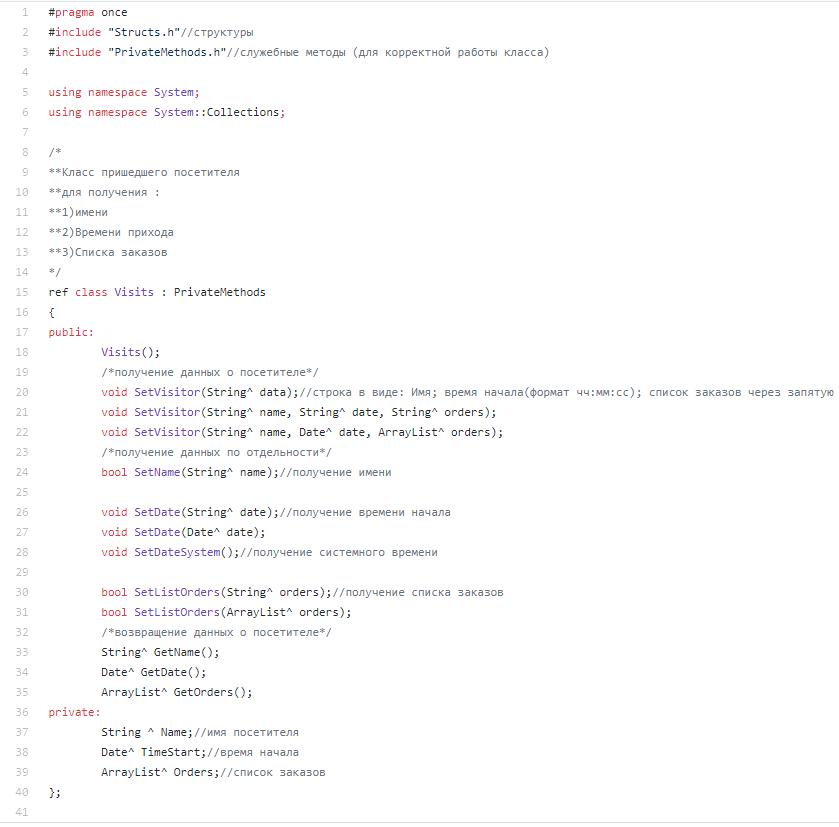 1 #pragma once
2 #include "Structs.h"//структуры
3 #include "PrivateMethods.h"//служебные методы (для корректной работы класса)
4
5 using namespace System;
6 using namespace System::Collections;
7
8 /*
9 **Класс пришедшего посетителя
10 **для получения :
11 **1)имени
12 **2)Времени прихода
13 **3)Списка заказов
14 */
15 ref class Visits : PrivateMethods
16 {
17 public:
18 Visits();
19 /*получение данных о посетителе*/
20 void SetVisitor(String^ data);//строка в виде: Имя; время начала(формат чч:мм:сс); список заказов через запятую
21 void SetVisitor(String^ name, String^ date, String^ orders);
22 void SetVisitor(String^ name, Date^ date, ArrayList^ orders);
23 /*получение данных по отдельности*/
24 bool SetName(String^ name);//получение имени
25
26 void SetDate(String^ date);//получение времени начала
27 void SetDate(Date^ date);
28 void SetDateSystem();//получение системного времени
29
30 bool SetListOrders(String^ orders);//получение списка заказов
31 bool SetListOrders(ArrayList^ orders);
32 /*возвращение данных о посетителе*/
33 String^ GetName();
34 Date^ GetDate();
35 ArrayList^ GetOrders();
36 private:
37 String ^ Name;//имя посетителя
38 Date^ TimeStart;//время начала
39 ArrayList^ Orders;//список заказов
40 };
41